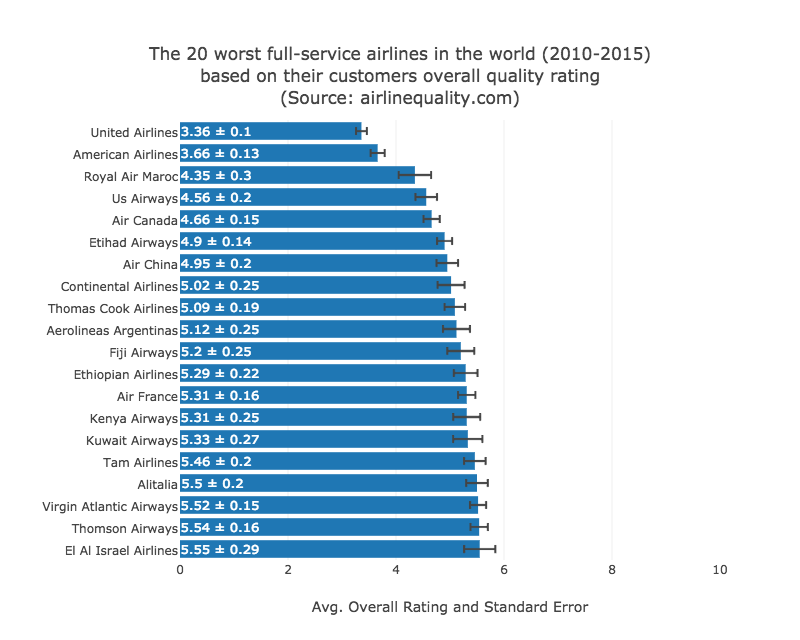 The 20 worst full-service airlines in the world (2010-2015)
based on their customers overall quality rating
(Source: airlinequality.com)
United Airlines 3.36 ± 0.1
American Airlines 3.66 ± 0.13
Royal Air Maroc 4.35 ± 0.3
Us Airways 4.56 ± 0.2
Air Canada 4.66 ± 0.15
Etihad Airways 4.9 ± 0.14
Air China 4.95 ± 0.2
Continental Airlines 5.02 ± 0.25
Thomas Cook Airlines 5.09 ± 0.19
Aerolineas Argentinas 5.12 ± 0.25
Fiji Airways 5.2 ± 0.25
Ethiopian Airlines 5.29 ± 0.22
Air France 5.31 ± 0.16
Kenya Airways 5.31 ± 0.25
Kuwait Airways 5.33 ± 0.27
Tam Airlines 5.46 ± 0.2
Alitalia 5.5 ± 0.2
Virgin Atlantic Airways 5.52 ± 0.15
Thomson Airways 5.54 ± 0.16
El Al Israel Airlines 5.55 ± 0.29
0 2 4 6 8 10
Avg. Overall Rating and Standard Error